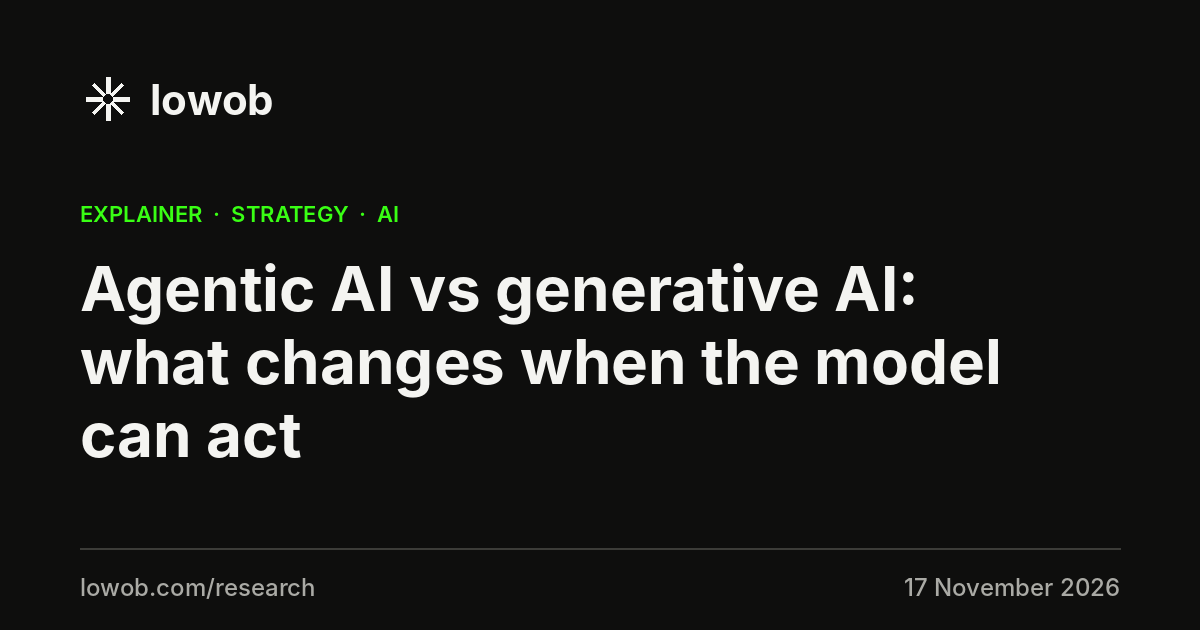 lowob
EXPLAINER · STRATEGY · AI
Agentic AI vs generative AI:
what changes when the model
can act
lowob.com/research
17 November 2026